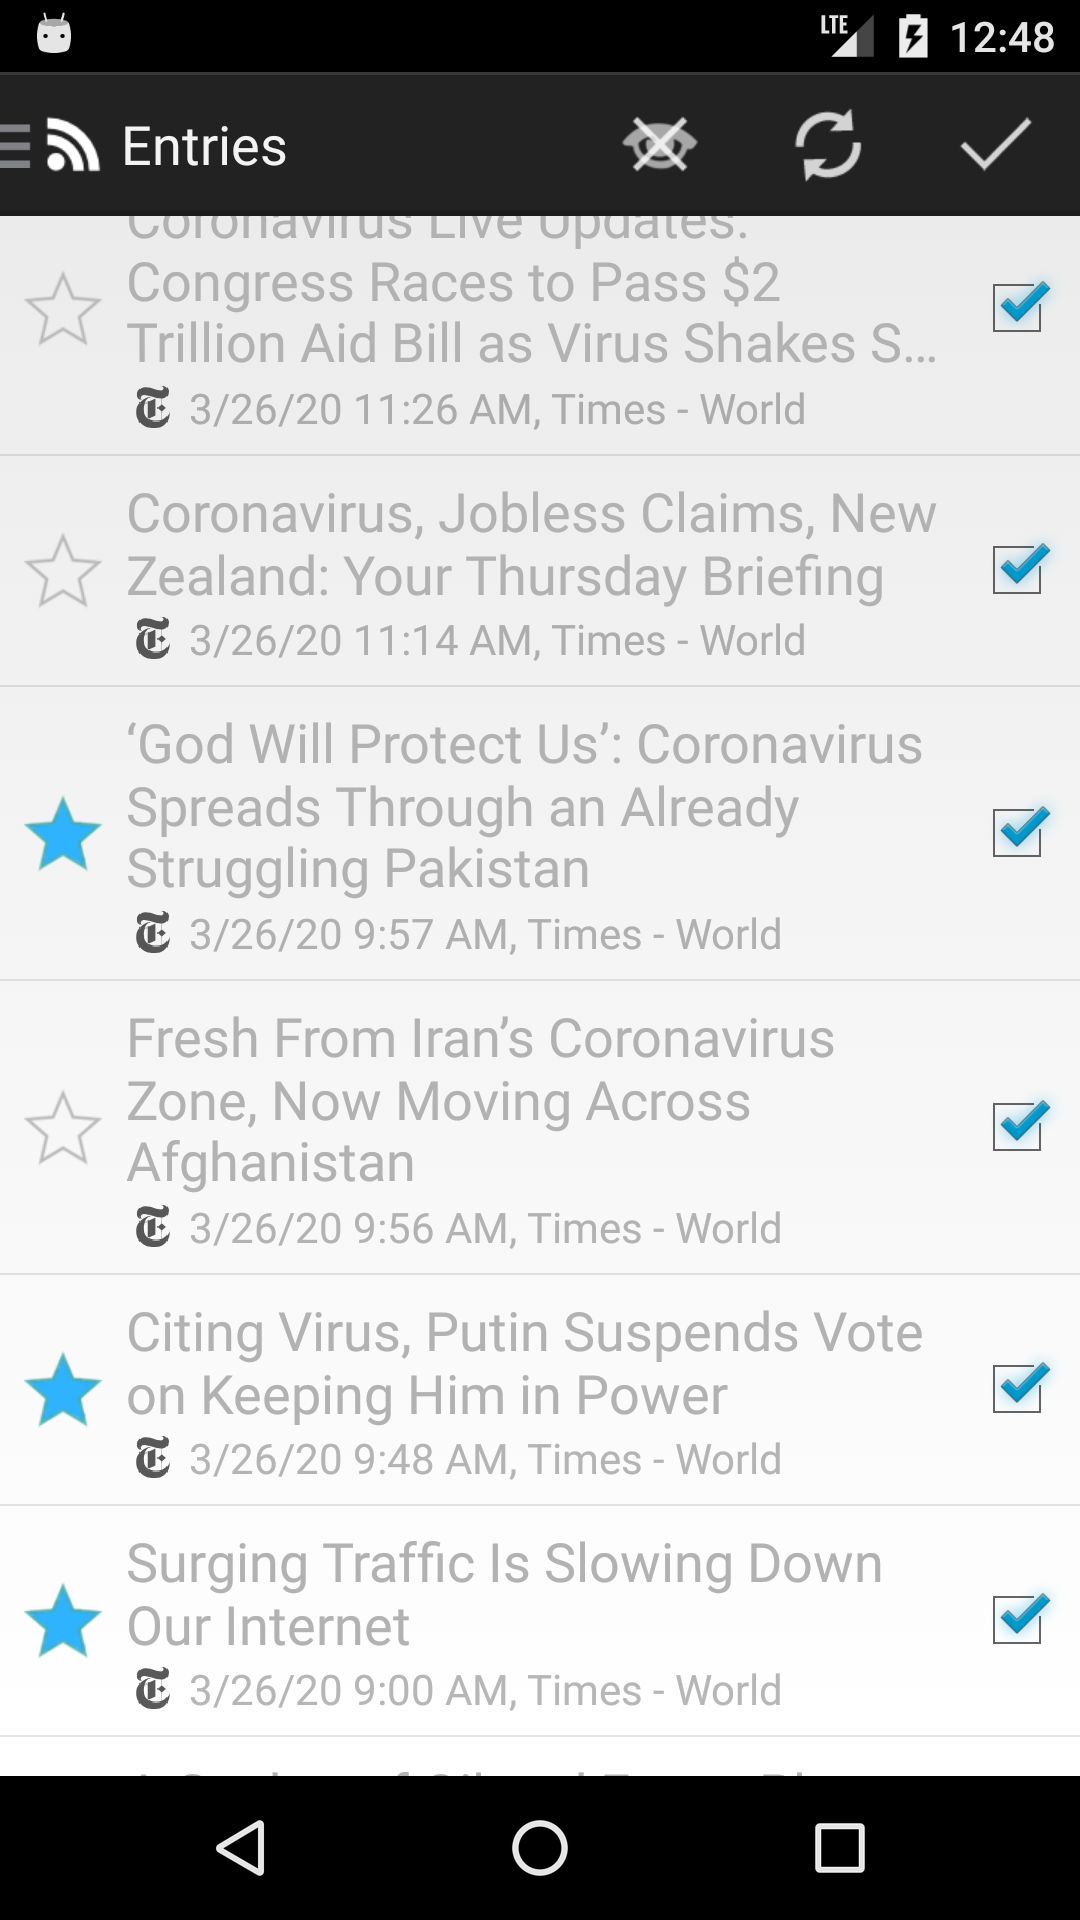 LTE 12:48
Entries
Coronavirus Live Updates:
Congress Races to Pass $2
Trillion Aid Bill as Virus Shakes S…
3/26/20 11:26 AM, Times - World
Coronavirus, Jobless Claims, New
Zealand: Your Thursday Briefing
3/26/20 11:14 AM, Times - World
‘God Will Protect Us’: Coronavirus
Spreads Through an Already
Struggling Pakistan
3/26/20 9:57 AM, Times - World
Fresh From Iran’s Coronavirus
Zone, Now Moving Across
Afghanistan
3/26/20 9:56 AM, Times - World
Citing Virus, Putin Suspends Vote
on Keeping Him in Power
3/26/20 9:48 AM, Times - World
Surging Traffic Is Slowing Down
Our Internet
3/26/20 9:00 AM, Times - World